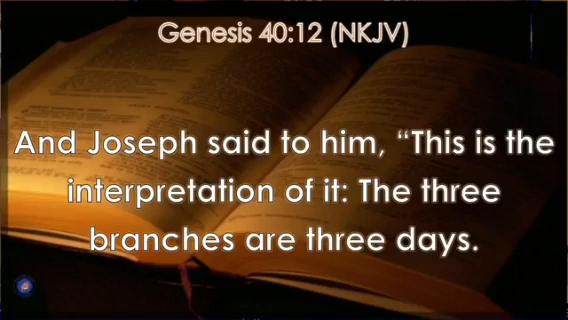 Genesis 40:12 (NKJV)
And Joseph said to him, “This is the
interpretation of it: The three
branches are three days.